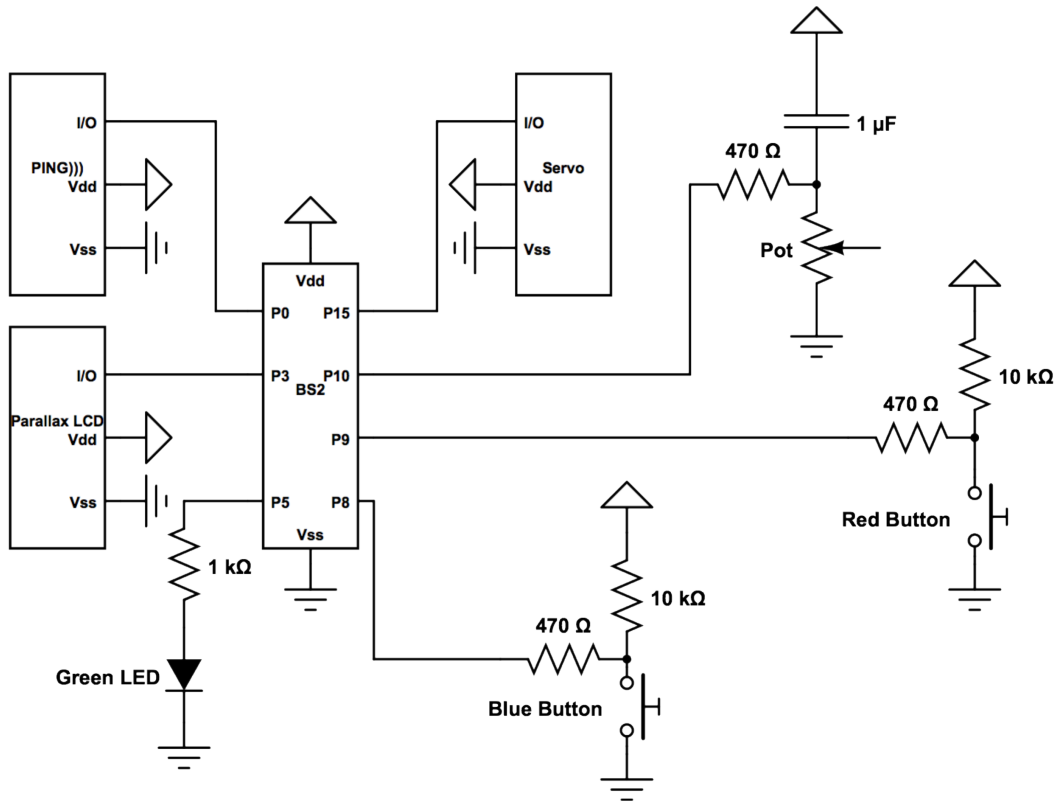 I/O
PING)))
Vdd
Vss
I/O
Servo
Vdd
Vss
1 µF
470 Ω
Pot
Vdd
P0
P15
P3
P10
BS2
P9
P5
P8
Vss
I/O
Parallax LCD
Vdd
Vss
10 kΩ
470 Ω
Red Button
1 kΩ
Green LED
10 kΩ
470 Ω
Blue Button